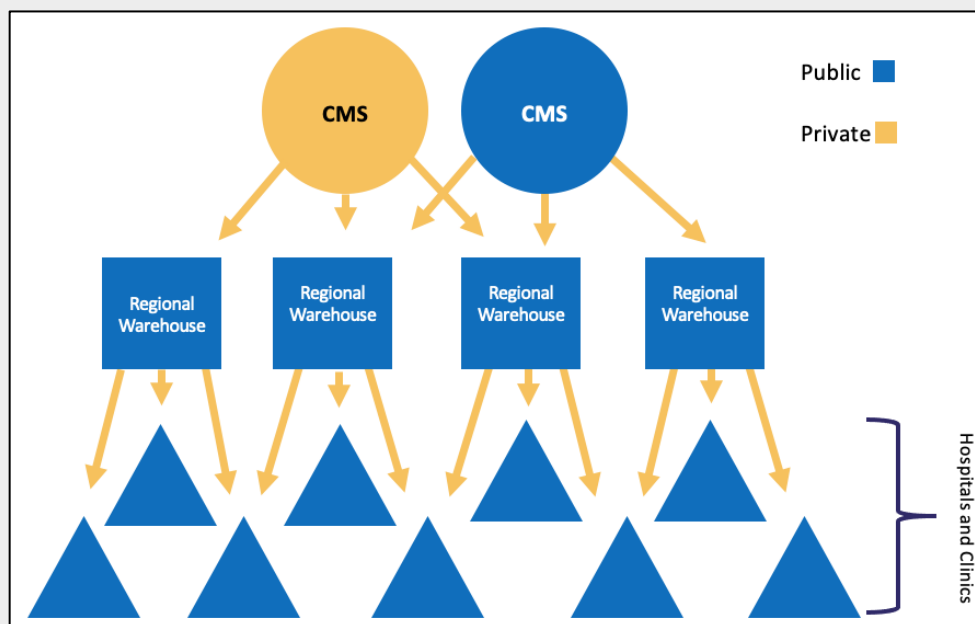 CMS
CMS
Public
Private
Regional
Warehouse
Regional
Warehouse
Regional
Warehouse
Regional
Warehouse
Hospitals and Clinics